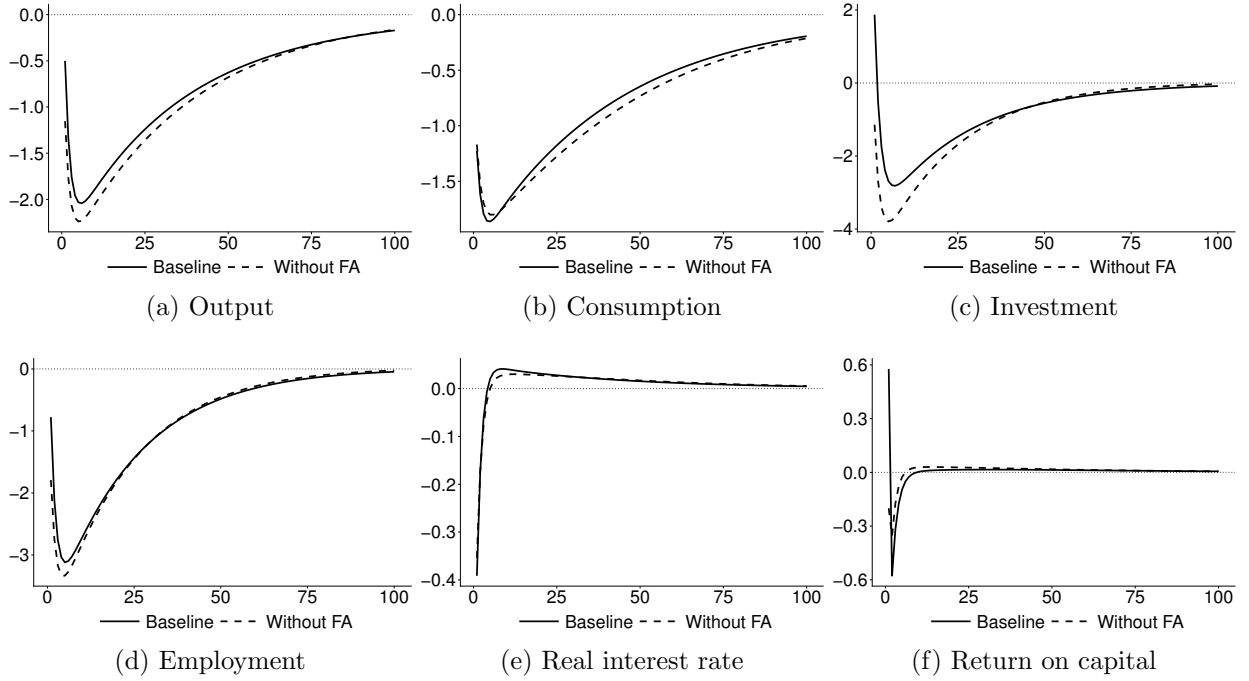 0.0
−0.5
−1.0
−1.5
−2.0
0 25 50 75 100
Baseline Without FA
(a) Output
0.0
−0.5
−1.0
−1.5
0 25 50 75 100
Baseline Without FA
(b) Consumption
2
0
−2
−4
0 25 50 75 100
Baseline Without FA
(c) Investment
0
−1
−2
−3
0 25 50 75 100
Baseline Without FA
(d) Employment
0.0
−0.1
−0.2
−0.3
−0.4
0 25 50 75 100
Baseline Without FA
(e) Real interest rate
0.6
0.3
0.0
−0.3
−0.6
0 25 50 75 100
Baseline Without FA
(f) Return on capital